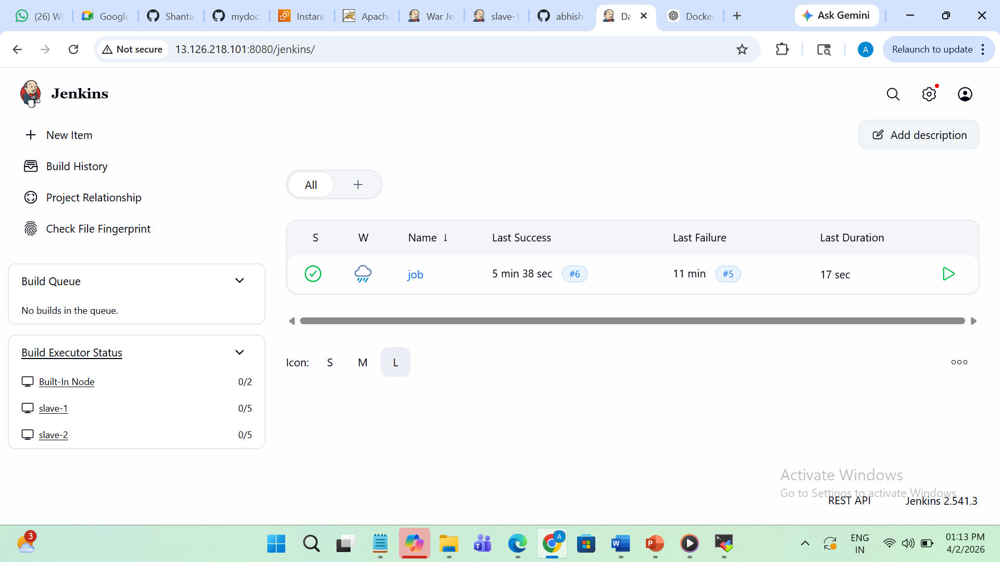 (26) W
Google
Shanta
mydoc
Instanc
Apache
War Je
slave-1
abhish
Da
Docker
Ask Gemini
Not secure
13.126.218.101:8080/jenkins/
A
Relaunch to update
Jenkins
New Item
Add description
Build History
All
Project Relationship
Check File Fingerprint
S W Name ↓ Last Success Last Failure Last Duration
job 5 min 38 sec #6 11 min #5 17 sec
Build Queue
No builds in the queue.
Build Executor Status
Icon: S M L
Built-In Node 0/2
slave-1 0/5
slave-2 0/5
Activate Windows
Go to Settings to activate Windows.
REST API
Jenkins 2.541.3
3
A
T
W
P
ENG
IN
01:13 PM
4/2/2026